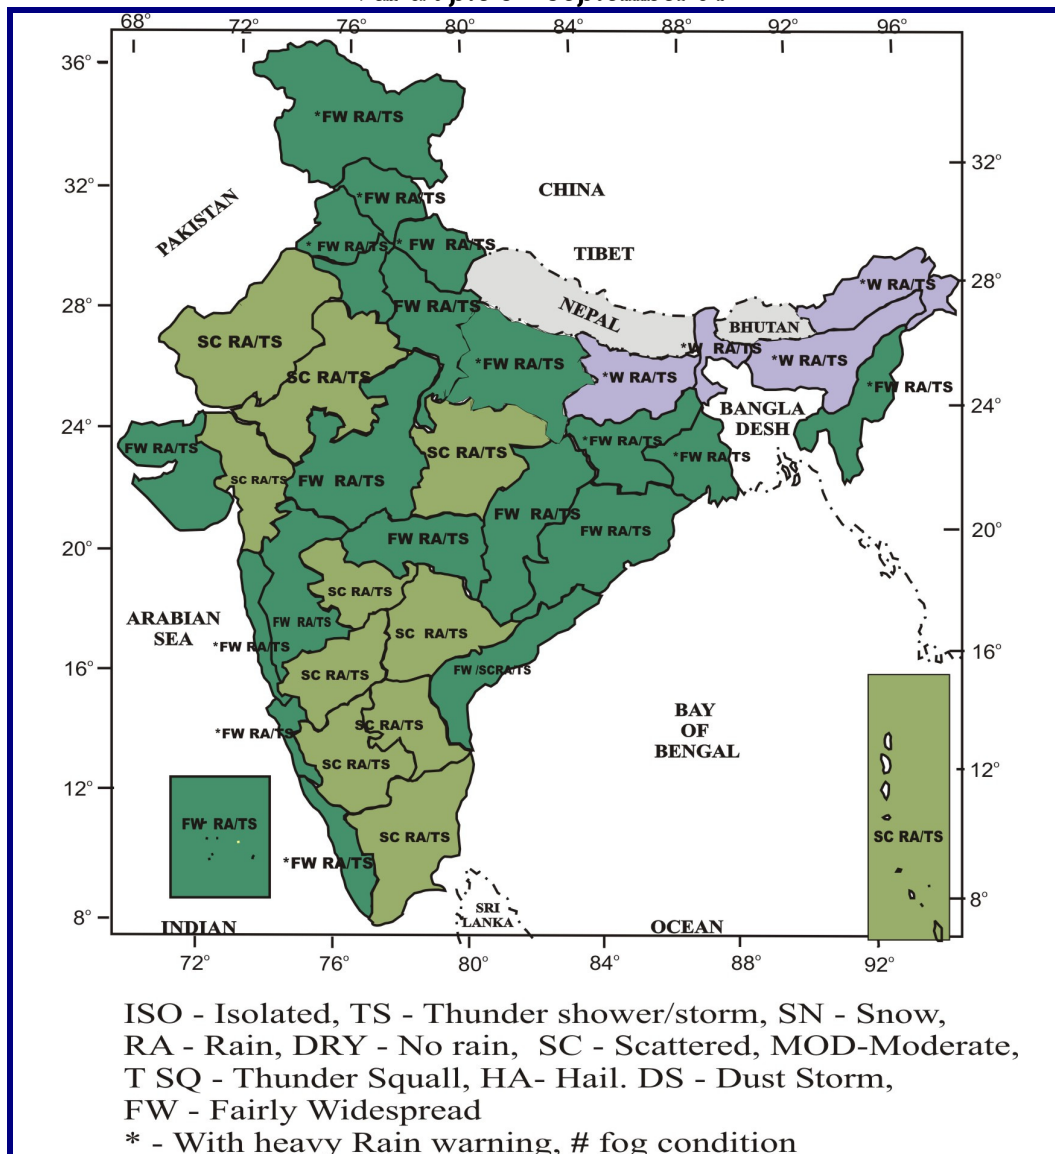 68° 72° 76° 80° 84° 88° 92° 96°
36°
*FW RA/TS
32°
32°
CHINA
*FW RA/TS
PAKISTAN
* FW RA/TS
* FW RA/TS
TIBET
28°
*W RA/TS
28°
FW RA/TS
NEPAL
BHUTAN
SC RA/TS
*W RA/TS
*W RA/TS
*FW RA/TS
SC RA/TS
*W RA/TS
*FW RA/TS
24°
BANGLA
DESH
24°
FW RA/TS
*FW RA/TS
SC RA/TS
*FW RA/TS
SC RA/TS
FW RA/TS
FW RA/TS
FW RA/TS
20°
FW RA/TS
20°
SC RA/TS
ARABIAN
SEA
FW RA/TS
SC RA/TS
*FW RA/TS
16°
16°
FW /SCRA/TS
SC RA/TS
BAY
OF
BENGAL
SC RA/TS
*FW RA/TS
SC RA/TS
12°
12°
FW RA/TS
SC RA/TS
SC RA/TS
*FW RA/TS
8°
SRI
LANKA
8°
INDIAN
OCEAN
72° 76° 80° 84° 88° 92°
ISO - Isolated, TS - Thunder shower/storm, SN - Snow,
RA - Rain, DRY - No rain, SC - Scattered, MOD-Moderate,
T SQ - Thunder Squall, HA- Hail. DS - Dust Storm,
FW - Fairly Widespread
* - With heavy Rain warning, # fog condition